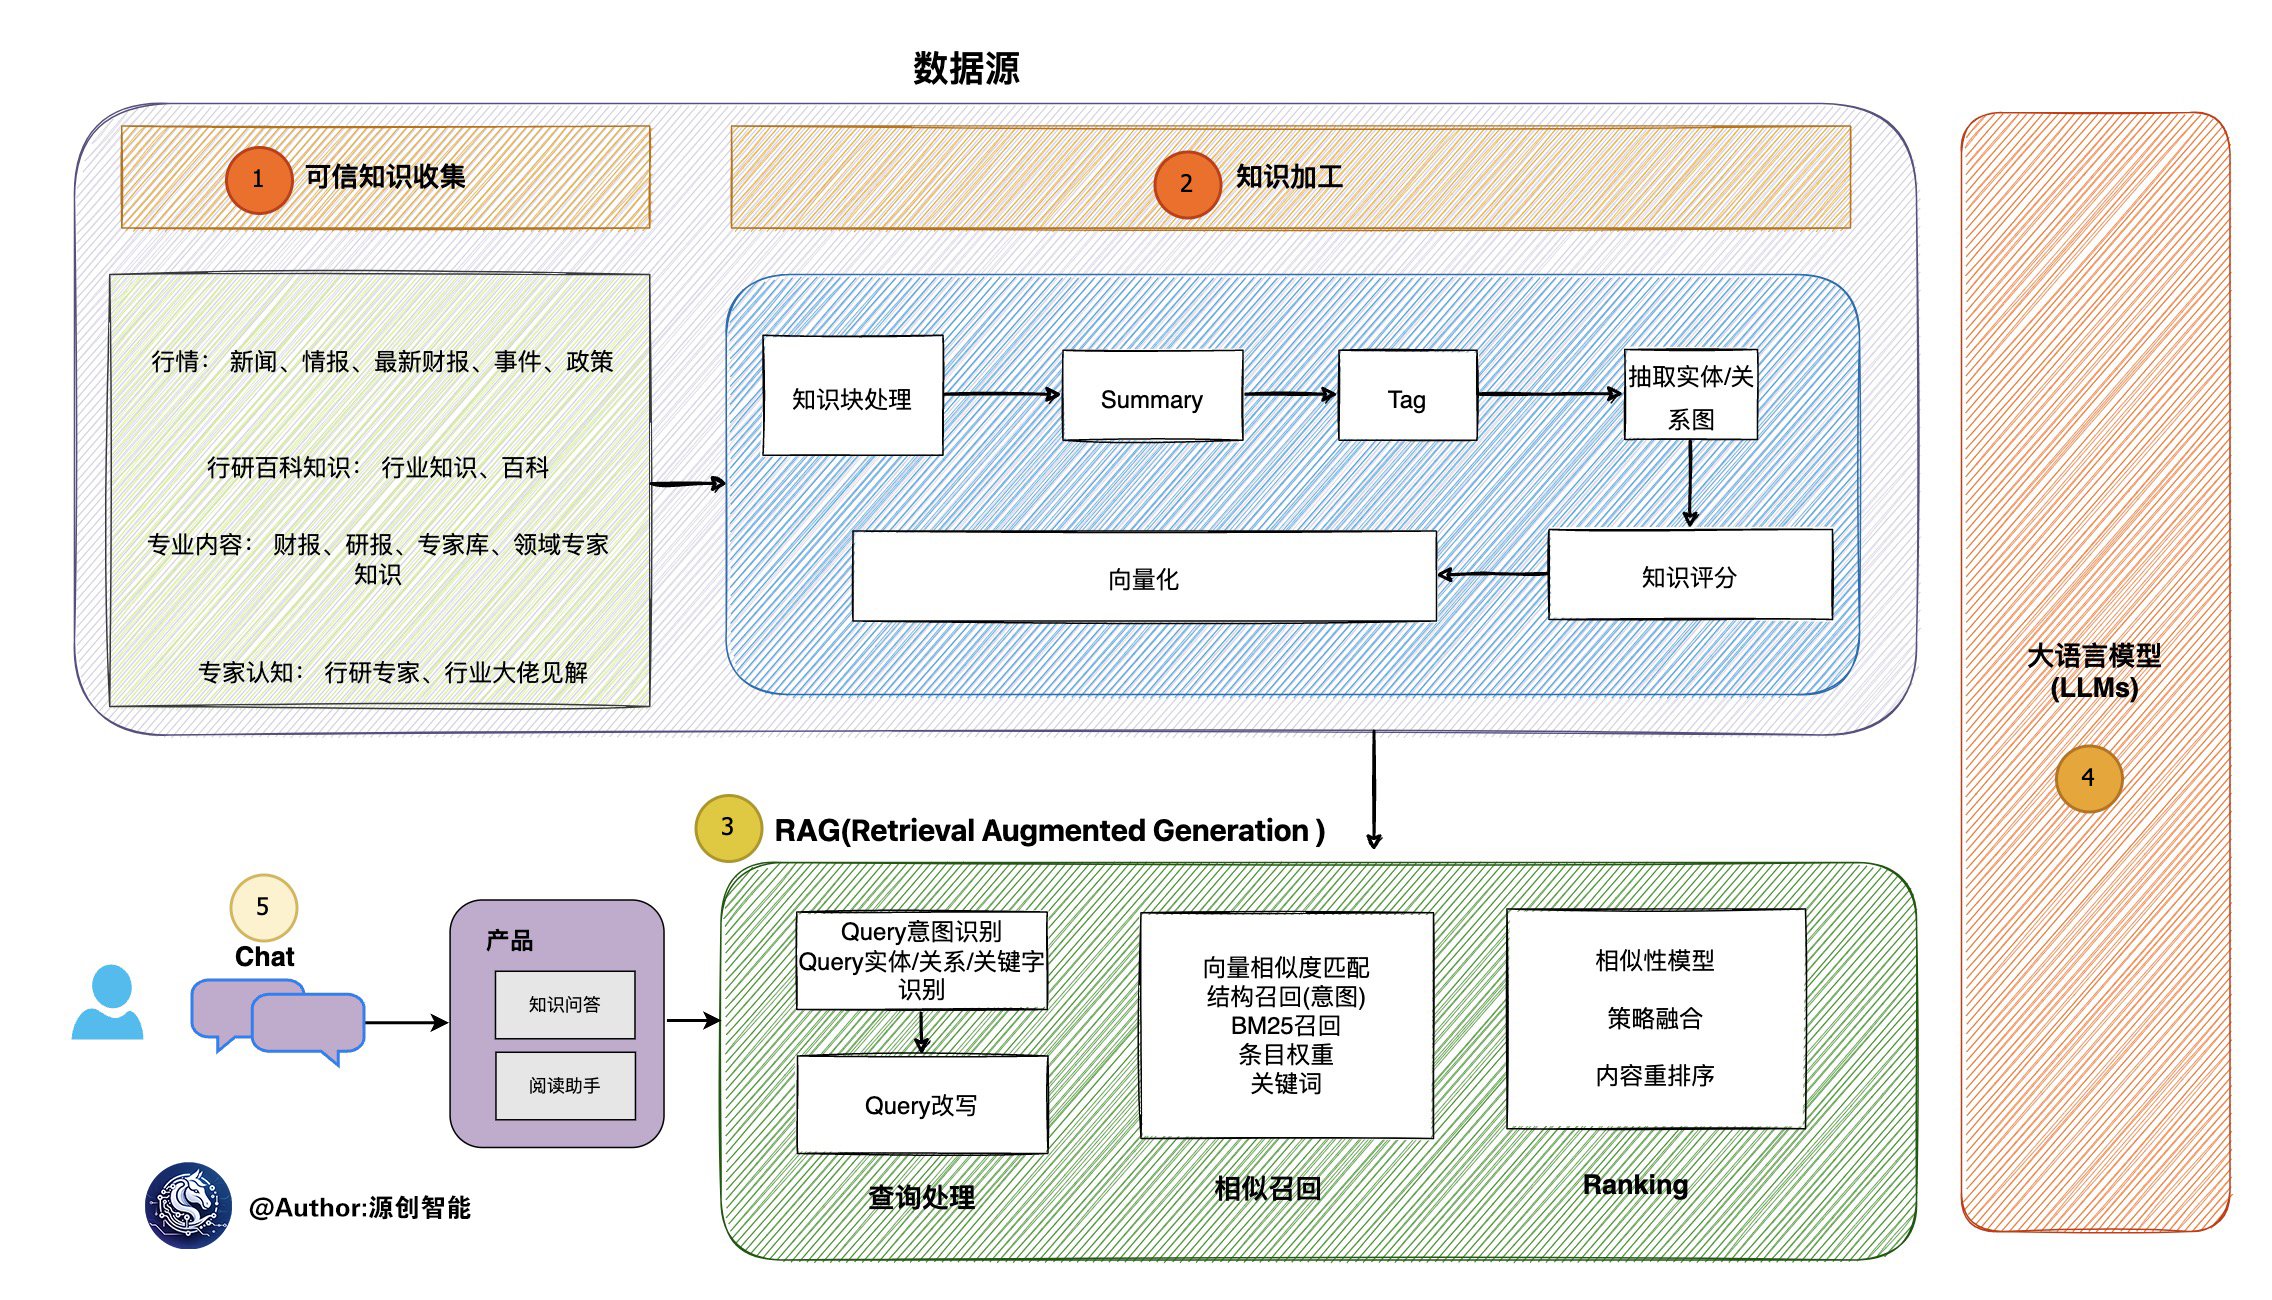 数据源
1
可信知识收集
2
知识加工
行情： 新闻、情报、最新财报、事件、政策
行研百科知识： 行业知识、百科
专业内容： 财报、研报、专家库、领域专家
知识
专家认知： 行研专家、行业大佬见解
知识块处理
Summary
Tag
抽取实体/关
系图
向量化
知识评分
大语言模型
(LLMs)
4
3
RAG(Retrieval Augmented Generation )
5
Chat
产品
知识问答
阅读助手
Query意图识别
Query实体/关系/关键字
识别
Query改写
查询处理
向量相似度匹配
结构召回(意图)
BM25召回
条目权重
关键词
相似召回
相似性模型
策略融合
内容重排序
Ranking
@Author:源创智能